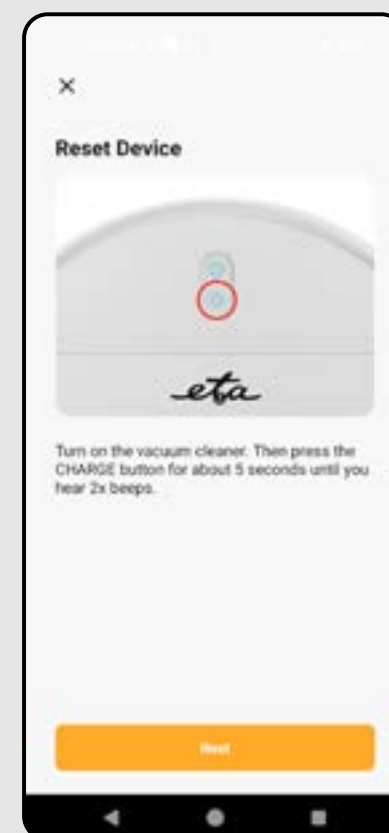 Reset Device
eta
Turn on the vacuum cleaner. Then press the
CHARGE button for about 5 seconds until you
hear 2x beeps.
Next